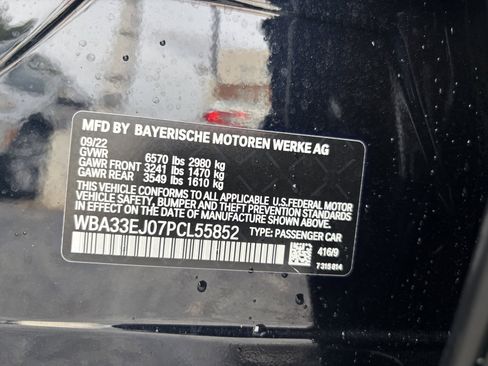 MFD BY BAYERISCHE MOTOREN WERKE AG
09/22
GVWR 6570 lbs 2980 kg
GAWR FRONT 3241 lbs 1470 kg
GAWR REAR 3549 lbs 1610 kg
THIS VEHICLE CONFORMS TO ALL APPLICABLE U.S. FEDERAL MOTOR
VEHICLE SAFETY, BUMPER AND THEFT PREVENTION STANDARDS
IN EFFECT ON THE DATE OF MANUFACTURE SHOWN ABOVE.
WBA33EJ07PCL55852 TYPE: PASSENGER CAR
416/9
7315814